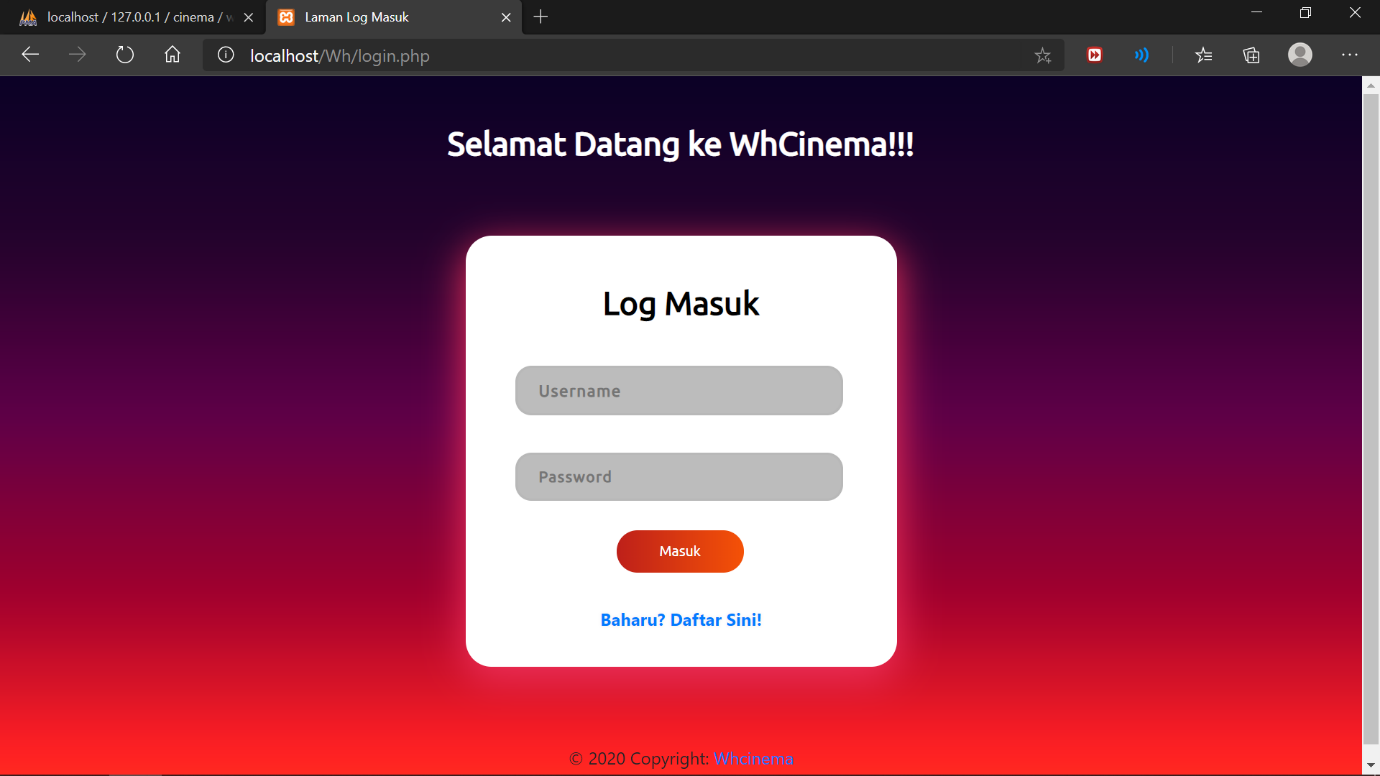 localhost / 127.0.0.1 / cinema / w
Laman Log Masuk
localhost/Wh/login.php
Selamat Datang ke WhCinema!!!
Log Masuk
Username
Password
Masuk
Baharu? Daftar Sini!
© 2020 Copyright: Whcinema